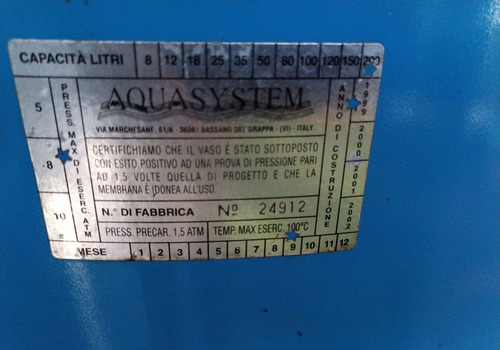 CAPACITÀ LITRI 8 12 18 25 35 50 80 100 120 150 200
AQUASYSTEM
VIA MARCHESANE, 61/A - 36061 BASSANO DEL GRAPPA - (VI) - ITALY
CERTIFICHIAMO CHE IL VASO È STATO SOTTOPOSTO
CON ESITO POSITIVO AD UNA PROVA DI PRESSIONE PARI
AD 1,5 VOLTE QUELLA DI PROGETTO E CHE LA
MEMBRANA È IDONEA ALL'USO.
N.° DI FABBRICA Nº 24912
PRESS. PRECAR. 1,5 ATM TEMP. MAX ESERC. 100°C
MESE 1 2 3 4 5 6 7 8 9 10 11 12
5 8 10
PRESS. MAX DI ESERC. ATM
ANNO DI COSTRUZIONE
1999 2000 2001 2002